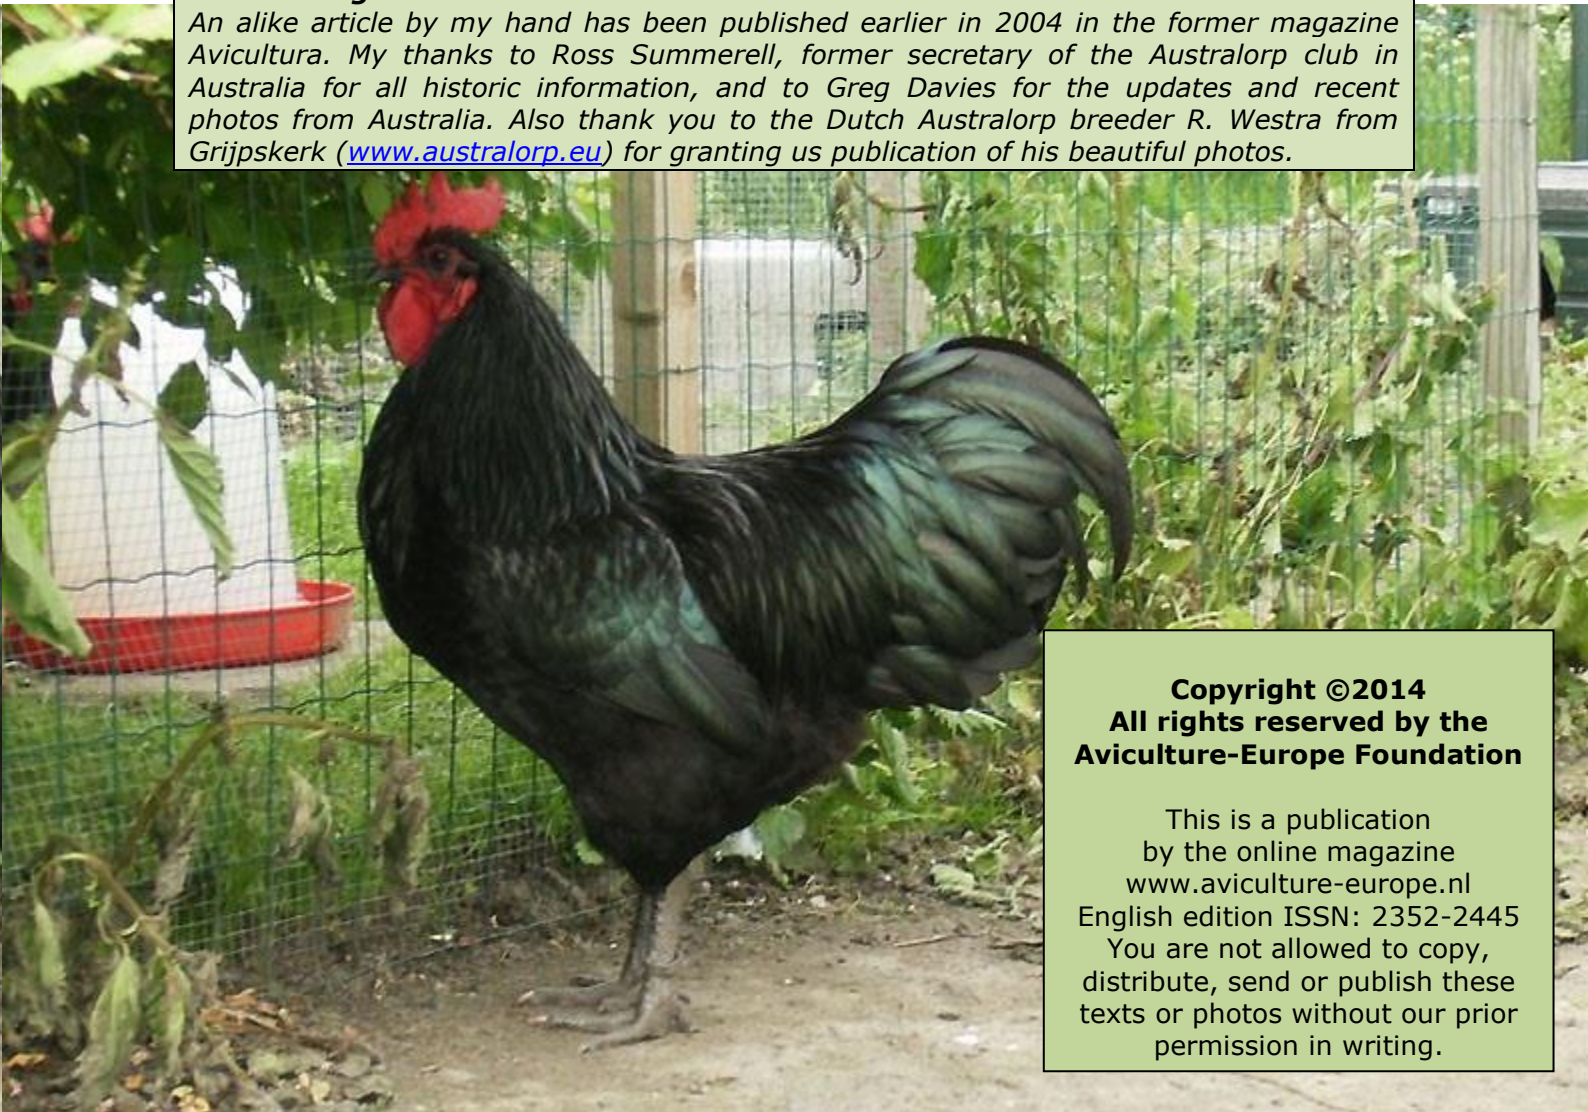 An alike article by my hand has been published earlier in 2004 in the former magazine
Avicultura. My thanks to Ross Summerell, former secretary of the Australorp club in
Australia for all historic information, and to Greg Davies for the updates and recent
photos from Australia. Also thank you to the Dutch Australorp breeder R. Westra from
Grijpskerk (www.australorp.eu) for granting us publication of his beautiful photos.
Copyright ©2014
All rights reserved by the
Aviculture-Europe Foundation
This is a publication
by the online magazine
www.aviculture-europe.nl
English edition ISSN: 2352-2445
You are not allowed to copy,
distribute, send or publish these
texts or photos without our prior
permission in writing.